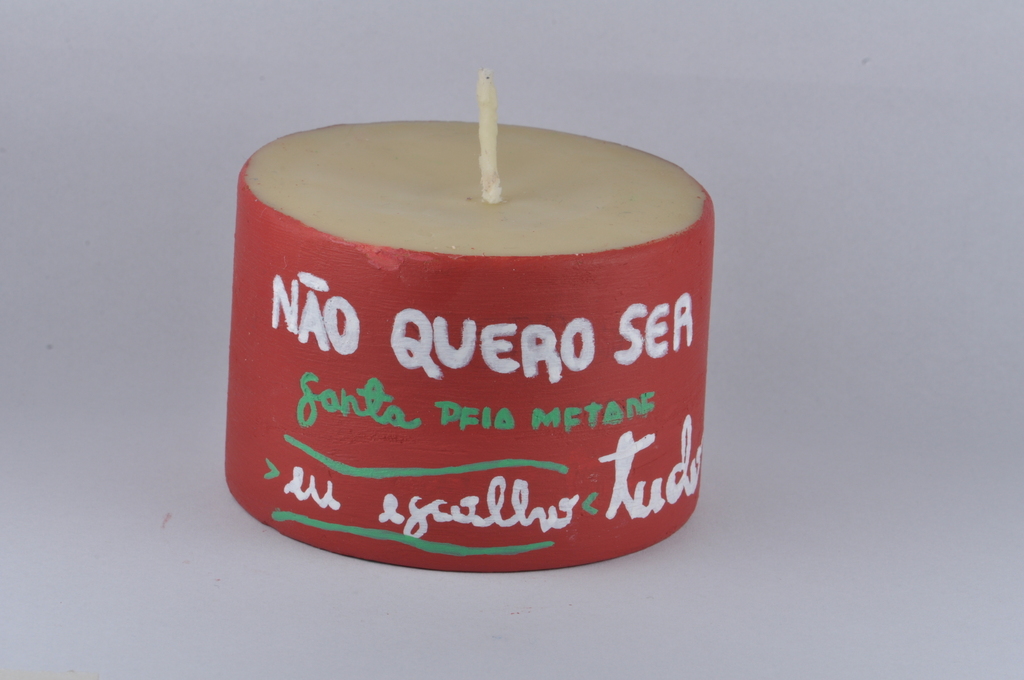 NÃO QUERO SER
santa PELA METADE
> eu escolho < tudo